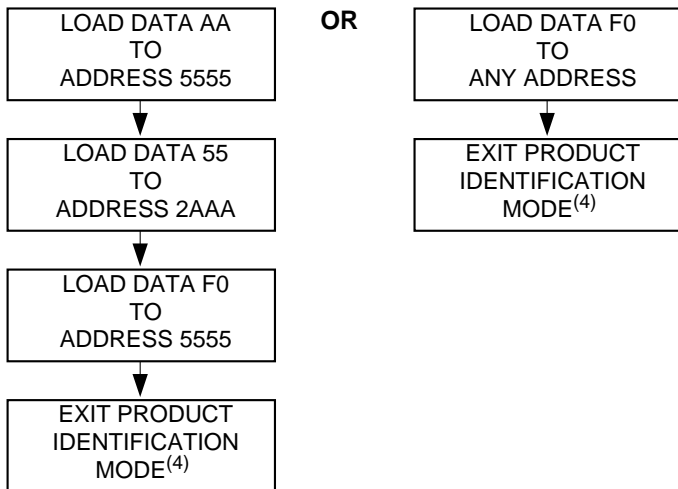 LOAD DATA AA
TO
ADDRESS 5555
LOAD DATA 55
TO
ADDRESS 2AAA
LOAD DATA F0
TO
ADDRESS 5555
EXIT PRODUCT
IDENTIFICATION
MODE(4)
OR
LOAD DATA F0
TO
ANY ADDRESS
EXIT PRODUCT
IDENTIFICATION
MODE(4)